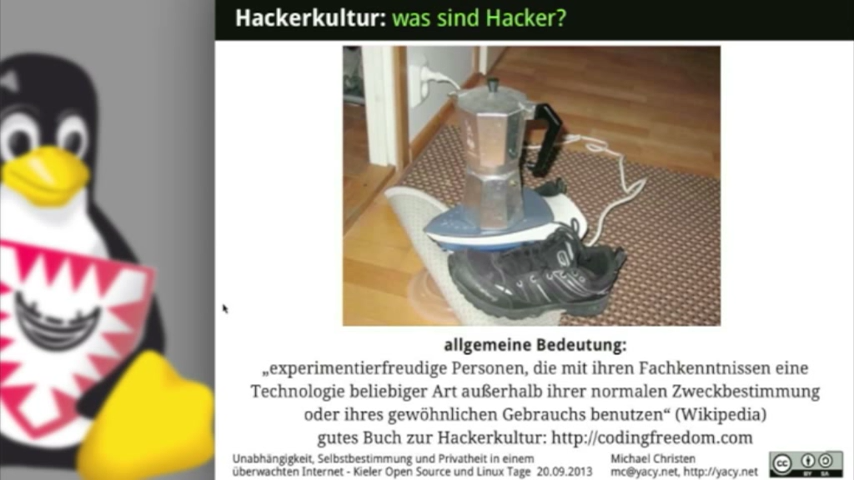 Hackerkultur: was sind Hacker?
allgemeine Bedeutung:
„experimentierfreudige Personen, die mit ihren Fachkenntnissen eine
Technologie beliebiger Art außerhalb ihrer normalen Zweckbestimmung
oder ihres gewöhnlichen Gebrauchs benutzen“ (Wikipedia)
gutes Buch zur Hackerkultur: http://codingfreedom.com
Unabhängigkeit, Selbstbestimmung und Privatheit in einem
überwachten Internet - Kieler Open Source und Linux Tage 20.09.2013
Michael Christen
mc@yacy.net, http://yacy.net
cc
BY SA